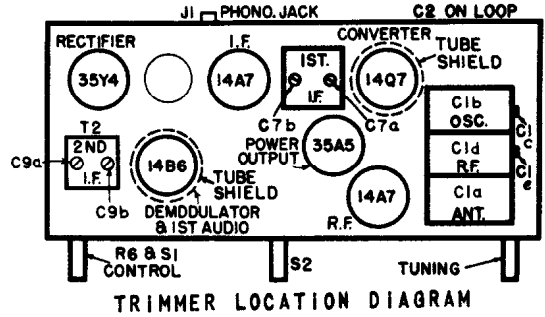 J1 PHONO. JACK
C2 ON LOOP
RECTIFIER
35Y4
I.F.
14A7
1ST.
I.F.
C7b
C7a
CONVERTER
14Q7
TUBE
SHIELD
C1b
OSC.
C1d
R.F.
C1a
ANT.
C1c
C1e
T2
2ND
I.F.
C9a
C9b
14B6
TUBE
SHIELD
DEMODULATOR
& 1ST AUDIO
POWER
OUTPUT
35A5
14A7
R.F.
R6 & S1
CONTROL
S2
TUNING
TRIMMER LOCATION DIAGRAM